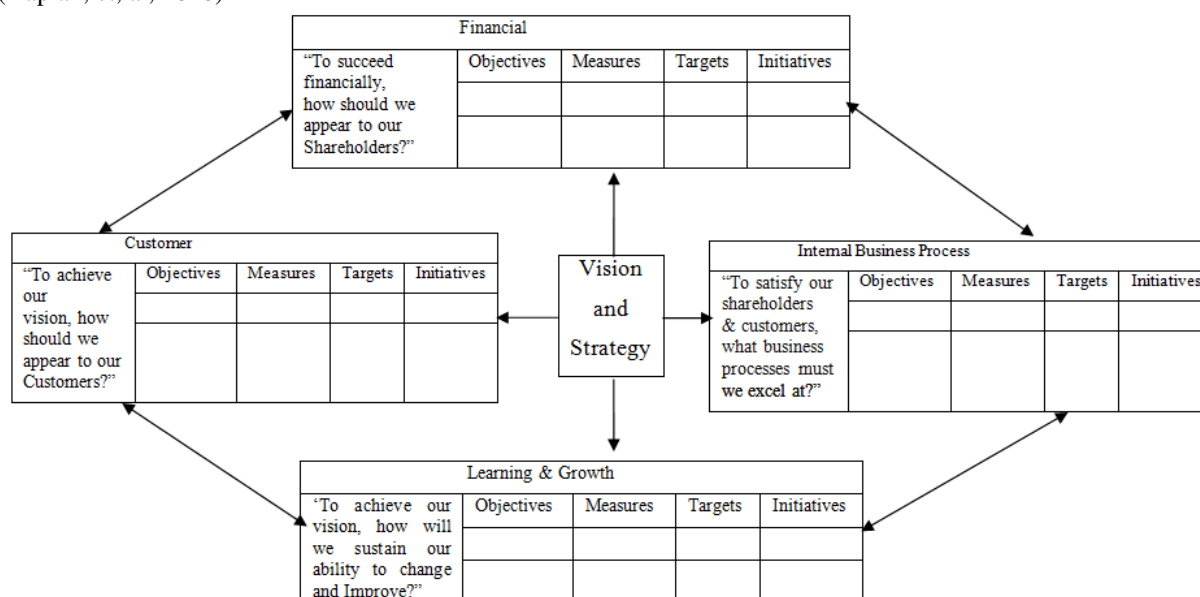 Financial
“To succeed
financially,
how should we
appear to our
Shareholders?”
Objectives Measures Targets Initiatives
Customer
“To achieve
our
vision, how
should we
appear to our
Customers?”
Objectives Measures Targets Initiatives
Vision
and
Strategy
Internal Business Process
“To satisfy our
shareholders
& customers,
what business
processes must
we excel at?”
Objectives Measures Targets Initiatives
Learning & Growth
‘To achieve our
vision, how will
we sustain our
ability to change
and Improve?”
Objectives Measures Targets Initiatives